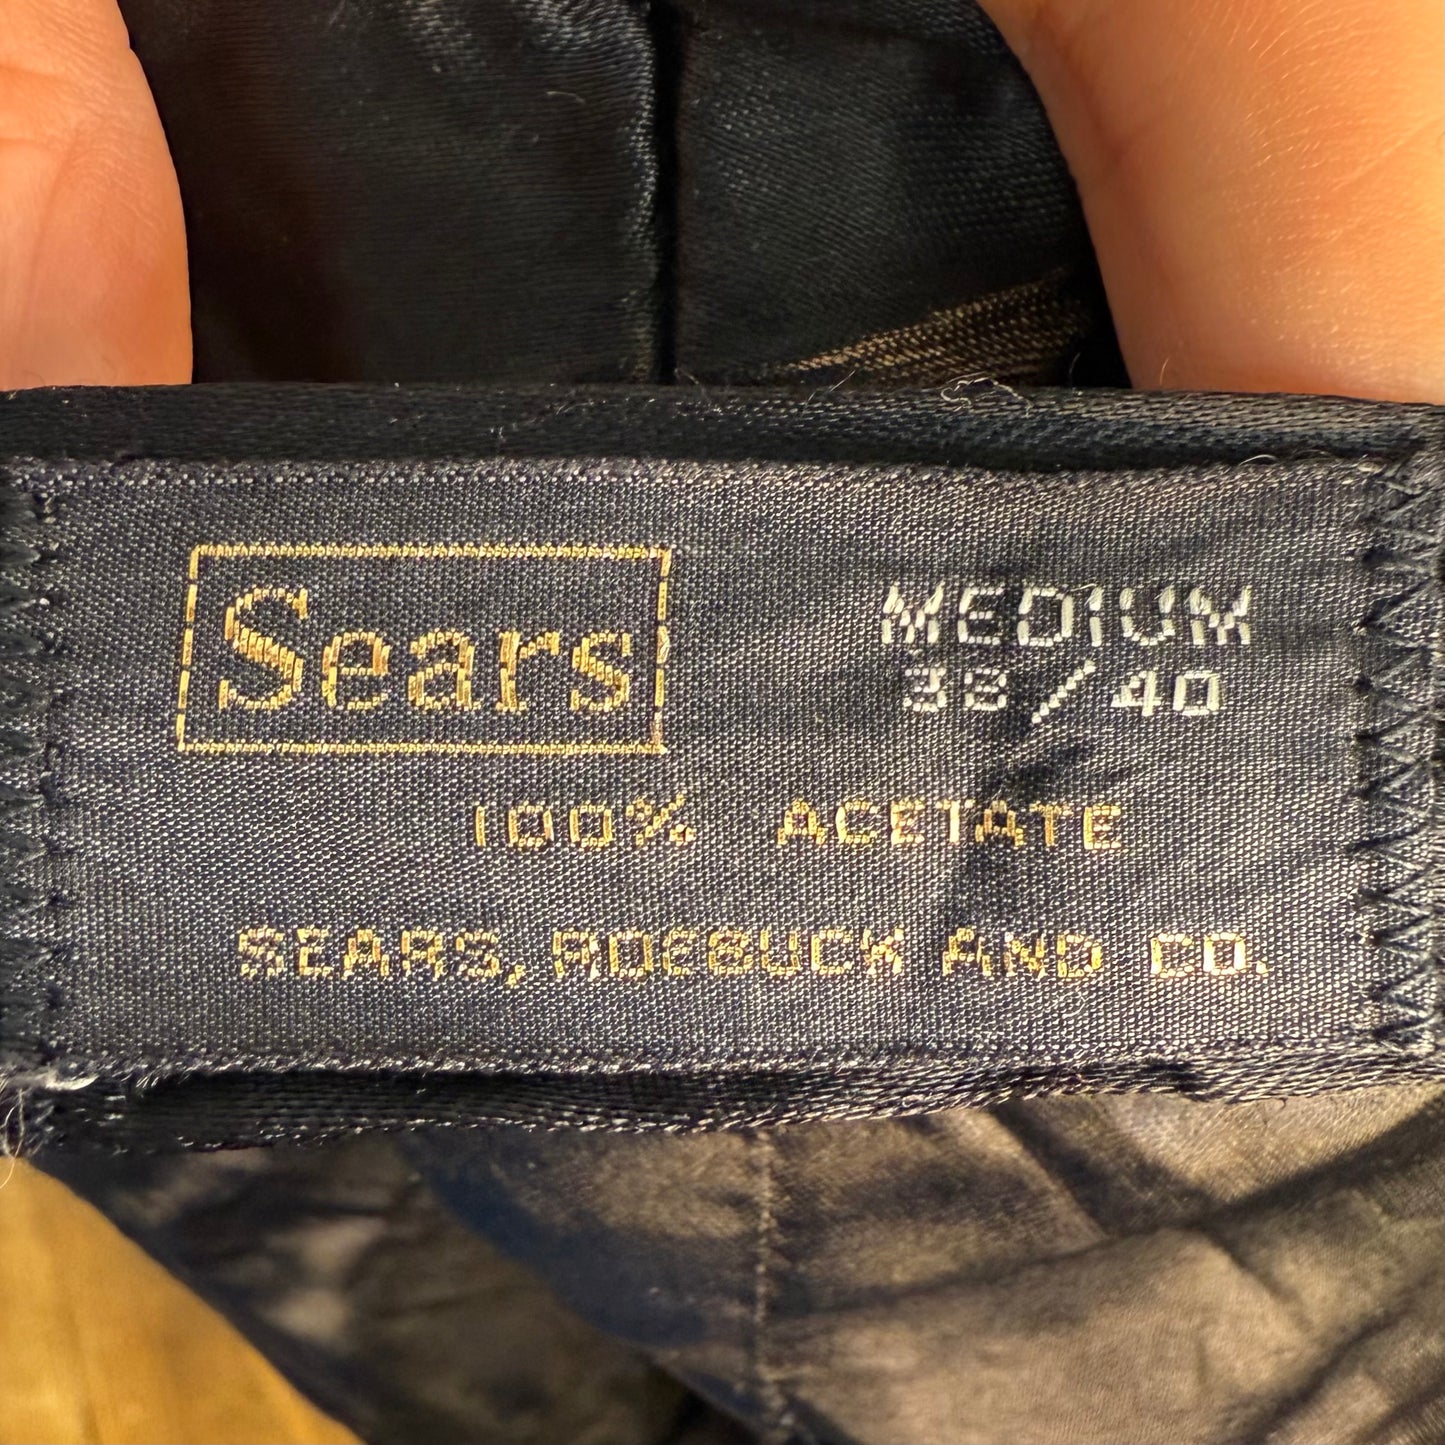 Sears
MEDIUM
38/40
100% ACETATE
SEARS, ROEBUCK AND CO.